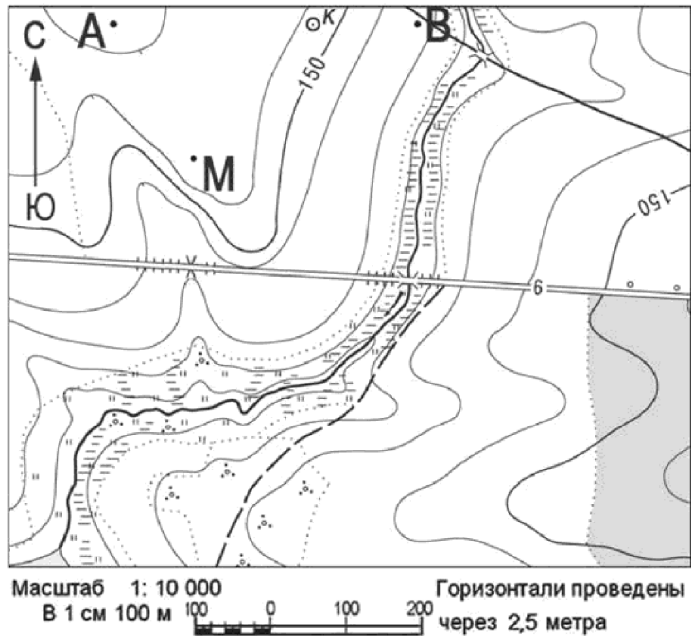 А
К
В
С
150
М
Ю
150
6
Масштаб 1: 10 000
В 1 см 100 м
100 0 100 200
Горизонтали проведены
через 2,5 метра